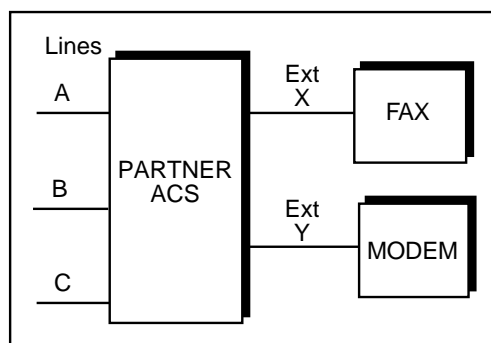 Lines
A
B
C
PARTNER
ACS
Ext
X
FAX
Ext
Y
MODEM